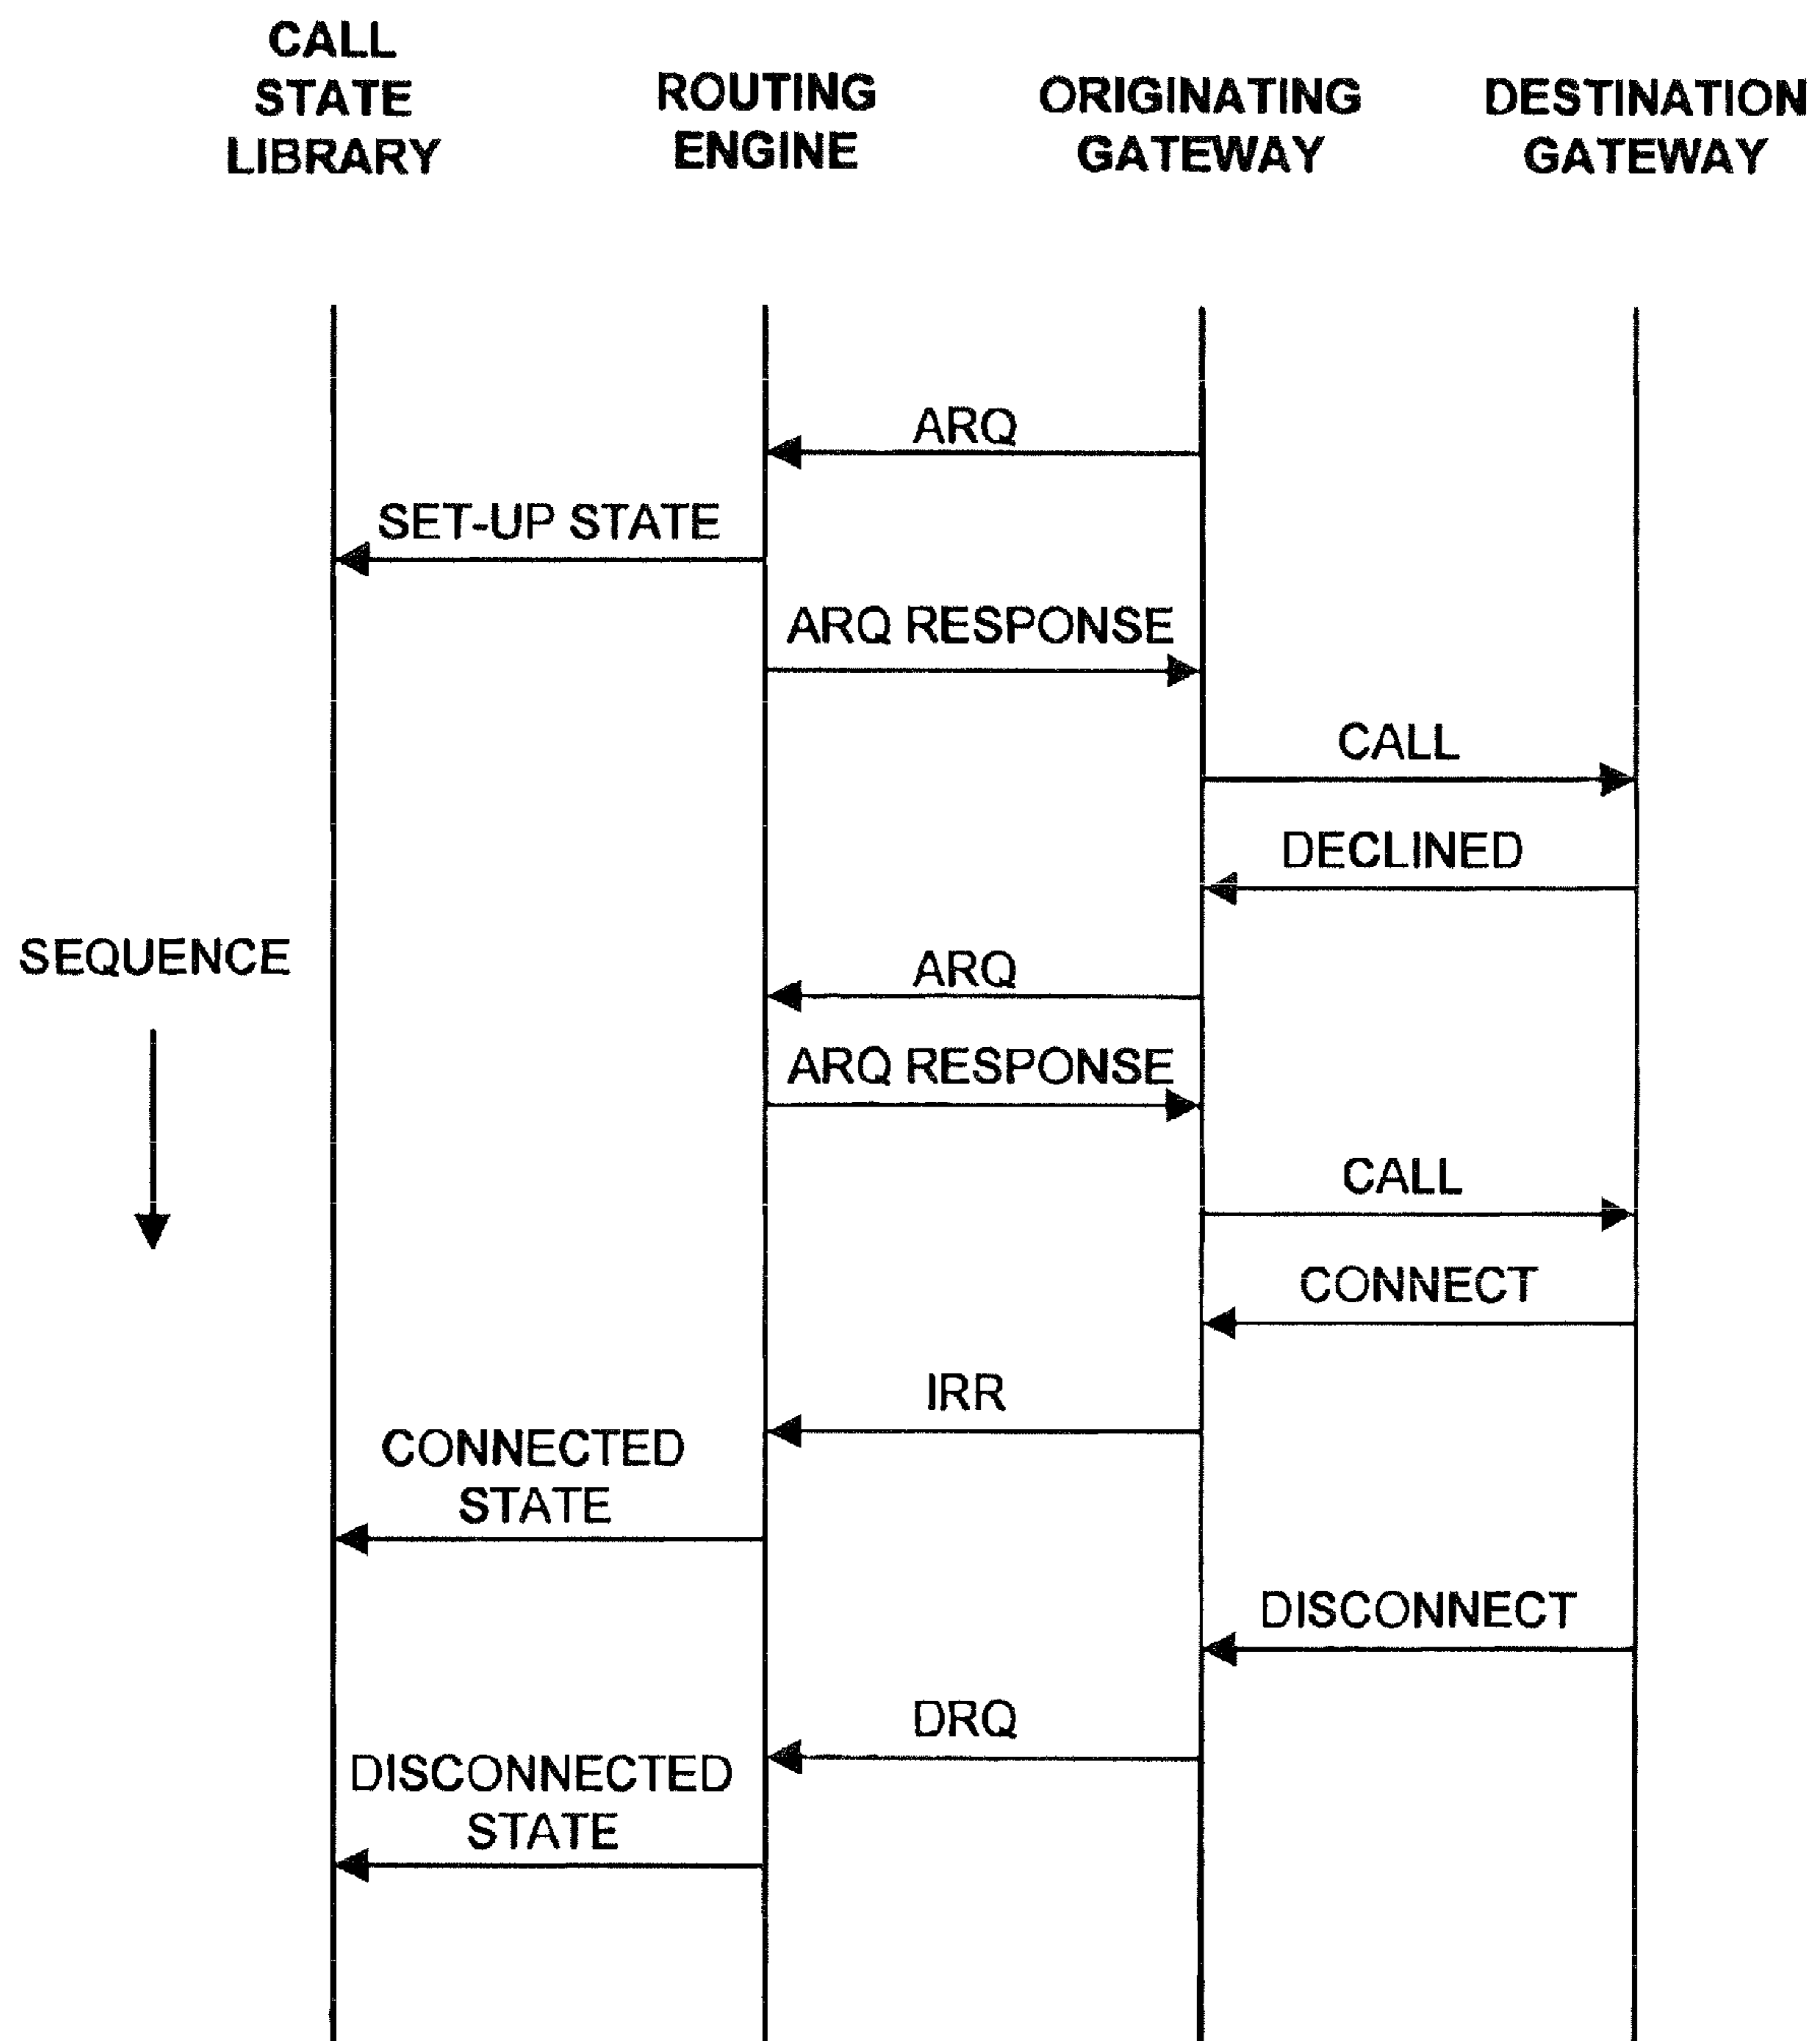 CALL
STATE
LIBRARY
ROUTING
ENGINE
ORIGINATING
GATEWAY
DESTINATION
GATEWAY
ARQ
SET-UP STATE
ARQ RESPONSE
CALL
DECLINED
SEQUENCE
ARQ
ARQ RESPONSE
CALL
CONNECT
IRR
CONNECTED
STATE
DISCONNECT
DRQ
DISCONNECTED
STATE